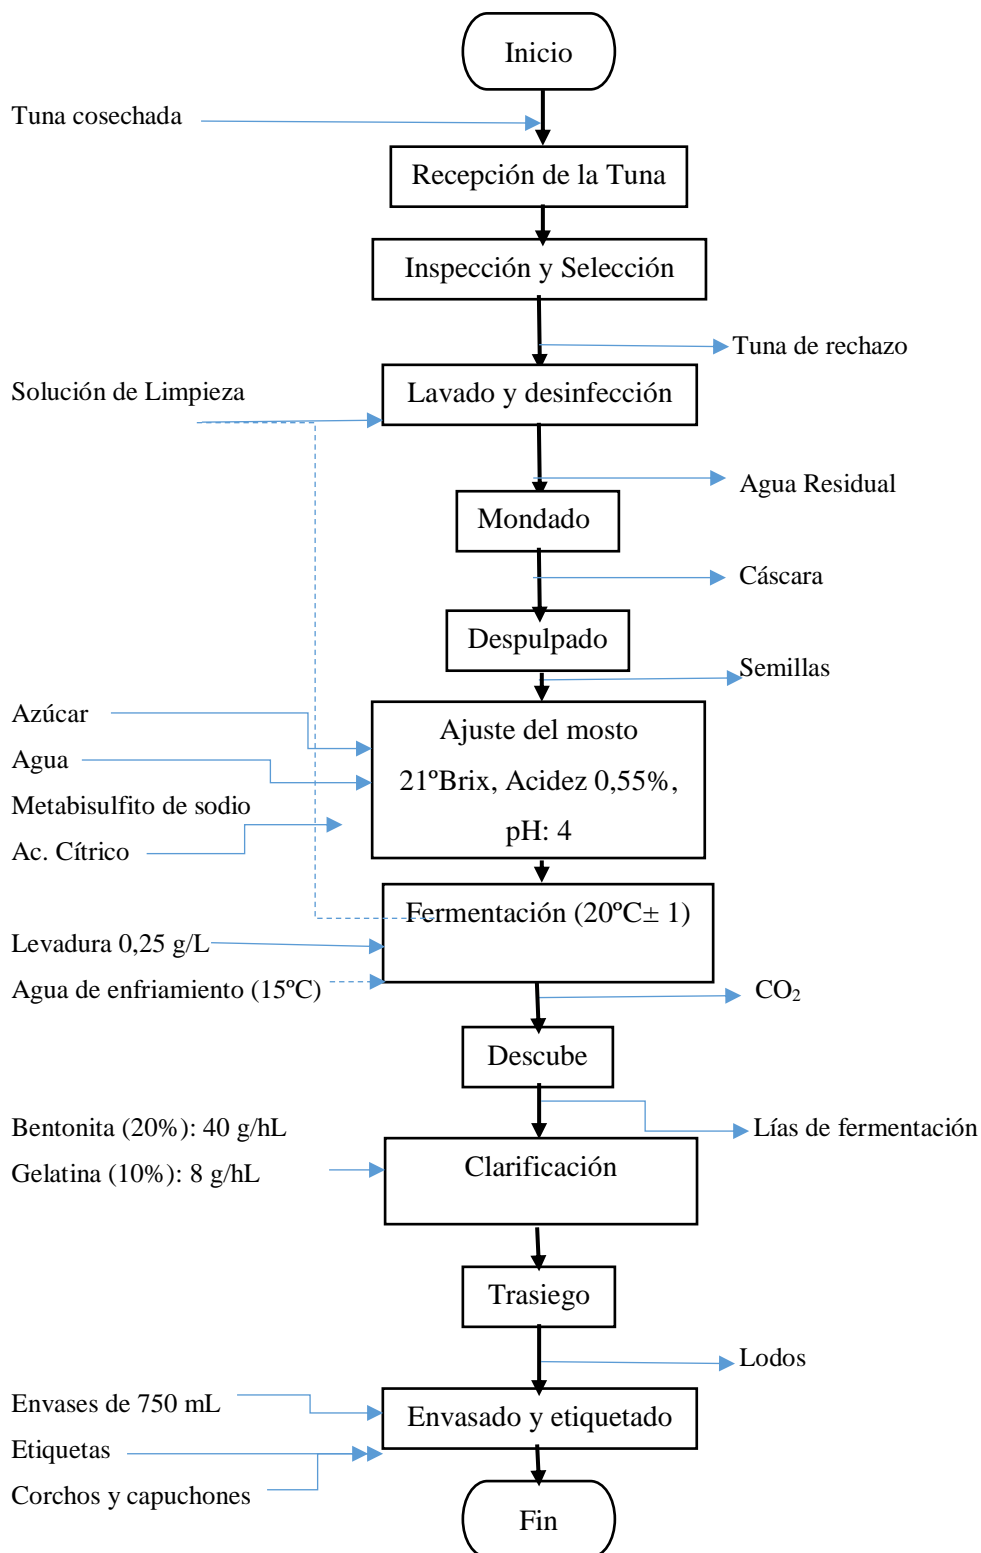 Inicio
Tuna cosechada
Recepción de la Tuna
Inspección y Selección
Tuna de rechazo
Solución de Limpieza
Lavado y desinfección
Agua Residual
Mondado
Cáscara
Despulpado
Semillas
Azúcar
Agua
Metabisulfito de sodio
Ac. Cítrico
Ajuste del mosto
21ºBrix, Acidez 0,55%,
pH: 4
Fermentación (20ºC± 1)
Levadura 0,25 g/L
Agua de enfriamiento (15ºC)
CO₂
Descube
Lías de fermentación
Bentonita (20%): 40 g/hL
Gelatina (10%): 8 g/hL
Clarificación
Trasiego
Lodos
Envases de 750 mL
Etiquetas
Corchos y capuchones
Envasado y etiquetado
Fin